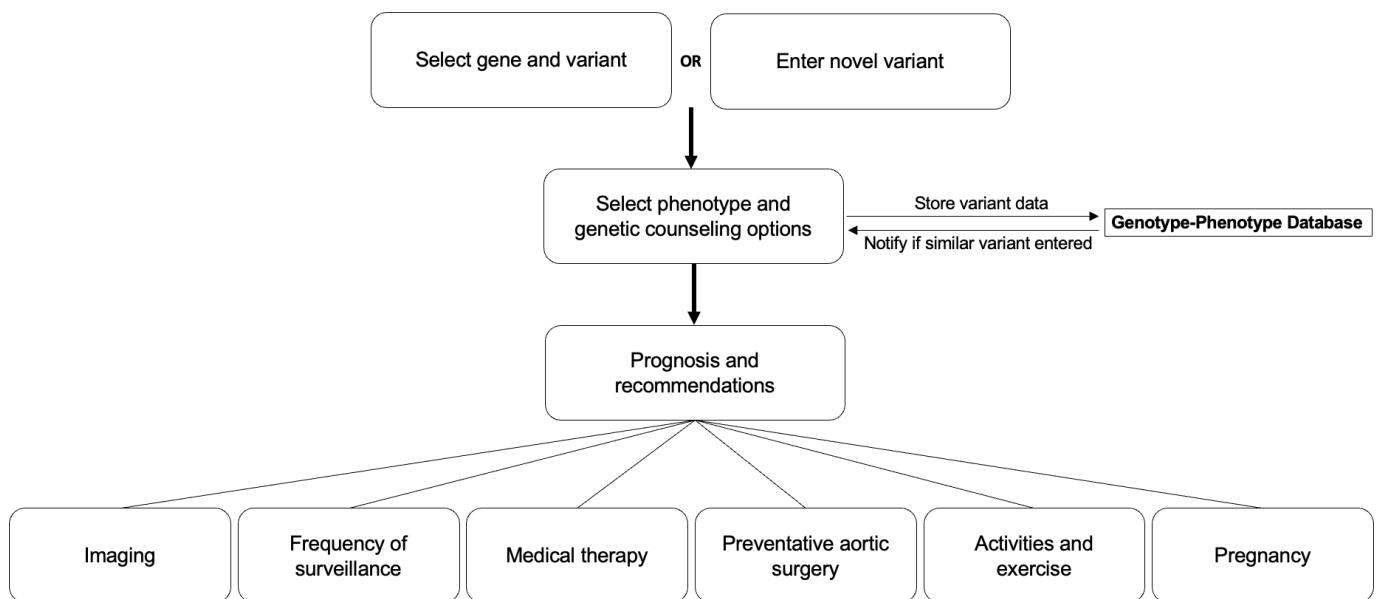 Select gene and variant
OR
Enter novel variant
Select phenotype and
genetic counseling options
Store variant data
Notify if similar variant entered
Genotype-Phenotype Database
Prognosis and
recommendations
Imaging
Frequency of
surveillance
Medical therapy
Preventative aortic
surgery
Activities and
exercise
Pregnancy